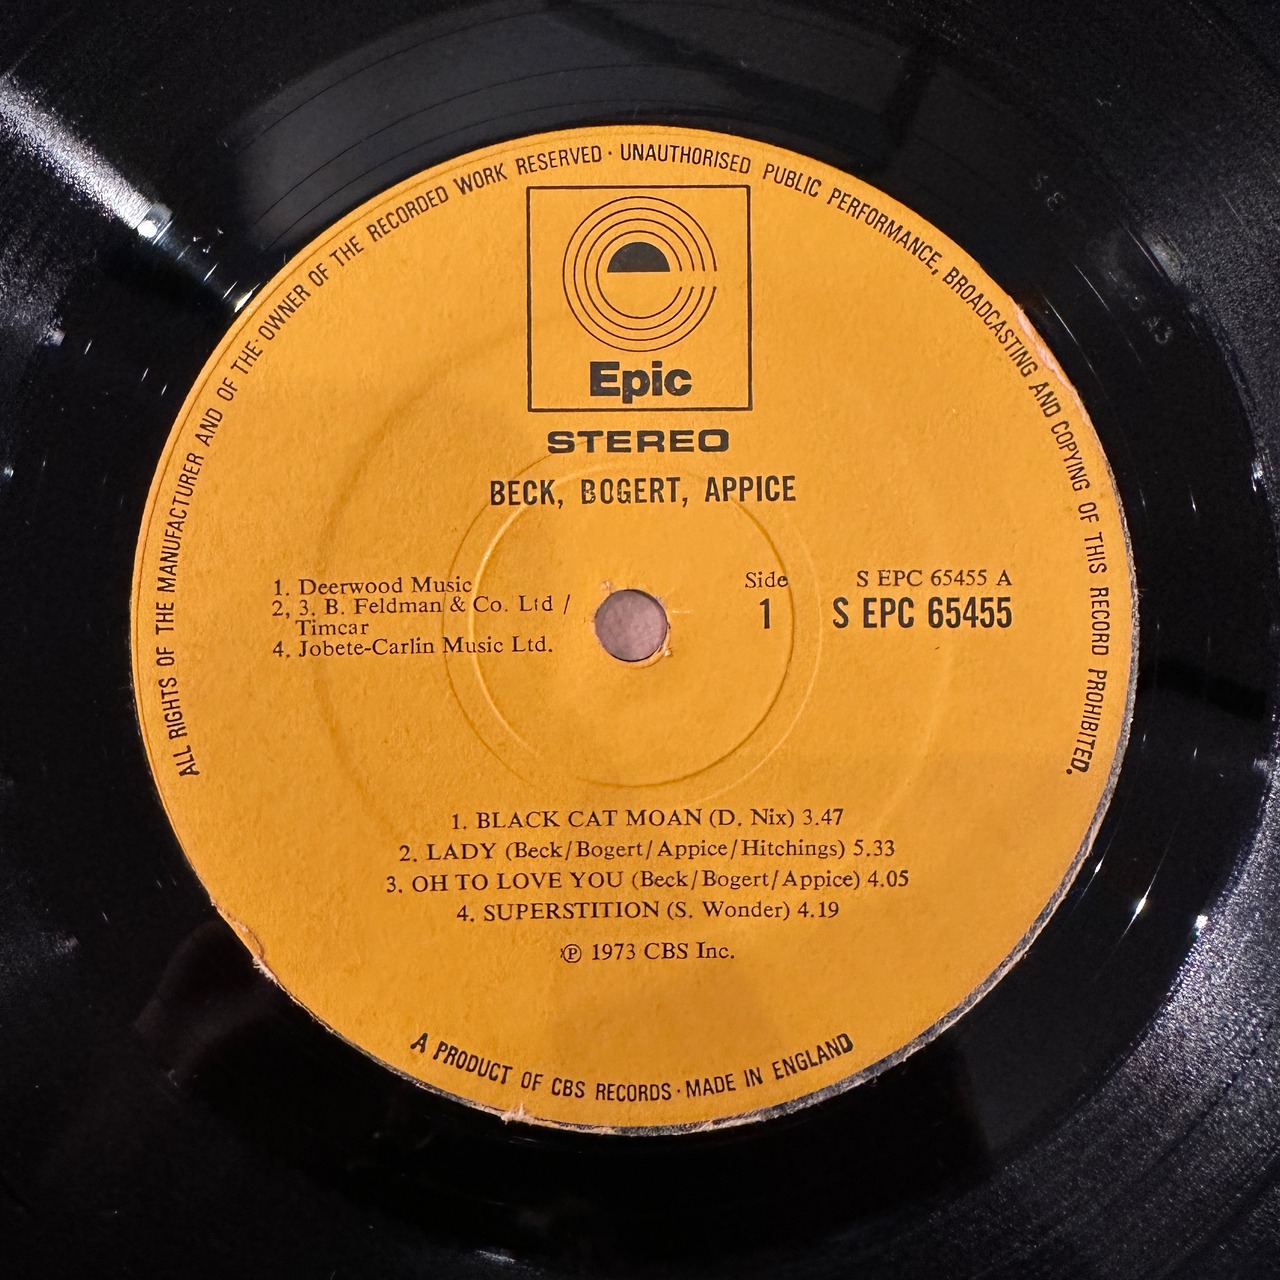 ALL RIGHTS OF THE MANUFACTURER AND OF THE OWNER OF THE RECORDED WORK RESERVED · UNAUTHORISED PUBLIC PERFORMANCE, BROADCASTING AND COPYING OF THIS RECORD PROHIBITED.
Epic
STEREO
BECK, BOGERT, APPICE
1. Deerwood Music
2, 3. B. Feldman & Co. Ltd /
Timcar
4. Jobete-Carlin Music Ltd.
Side
1
S EPC 65455 A
S EPC 65455
1. BLACK CAT MOAN (D. Nix) 3.47
2. LADY (Beck/Bogert/Appice/Hitchings) 5.33
3. OH TO LOVE YOU (Beck/Bogert/Appice) 4.05
4. SUPERSTITION (S. Wonder) 4.19
℗ 1973 CBS Inc.
A PRODUCT OF CBS RECORDS · MADE IN ENGLAND